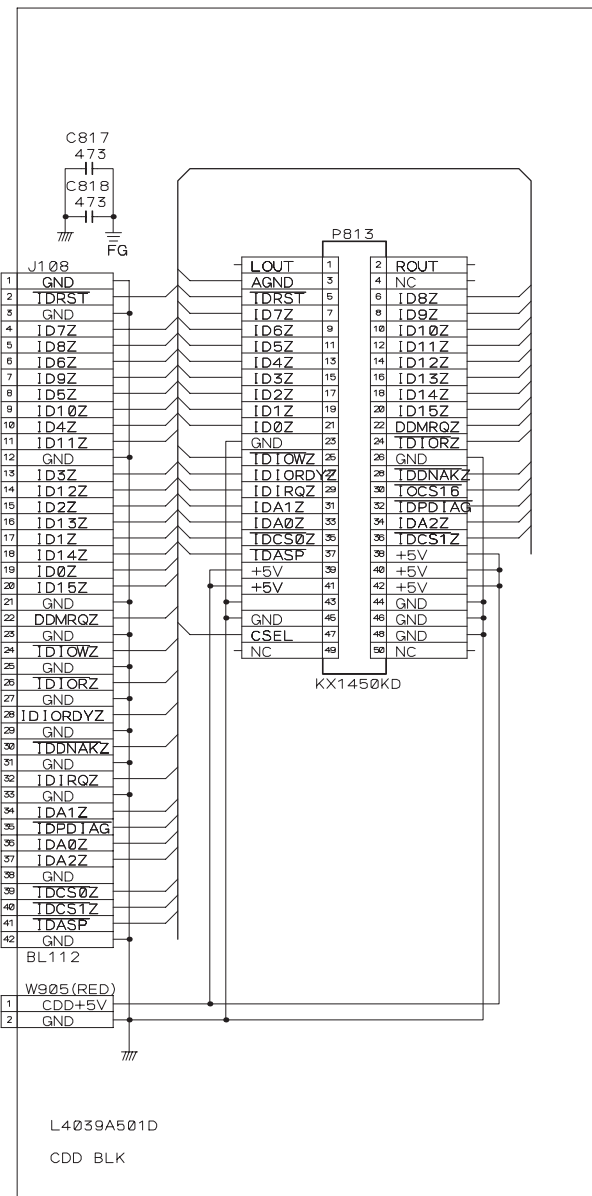 C817
473
C818
473
FG
J108
1 GND
2 IDRST
3 GND
4 ID7Z
5 ID8Z
6 ID6Z
7 ID9Z
8 ID5Z
9 ID10Z
10 ID4Z
11 ID11Z
12 GND
13 ID3Z
14 ID12Z
15 ID2Z
16 ID13Z
17 ID1Z
18 ID14Z
19 ID0Z
20 ID15Z
21 GND
22 DDMRQZ
23 GND
24 IDIOWZ
25 GND
26 IDIORZ
27 GND
28 IDIORDYZ
29 GND
30 IDDNAKZ
31 GND
32 IDIRQZ
33 GND
34 IDA1Z
35 IDPDIAG
36 IDA0Z
37 IDA2Z
38 GND
39 IDCS0Z
40 IDCS1Z
41 IDASP
42 GND
BL112
W905(RED)
1 CDD+5V
2 GND
P813
LOUT 1 2 ROUT
AGND 3 4 NC
IDRST 5 6 ID8Z
ID7Z 7 8 ID9Z
ID6Z 9 10 ID10Z
ID5Z 11 12 ID11Z
ID4Z 13 14 ID12Z
ID3Z 15 16 ID13Z
ID2Z 17 18 ID14Z
ID1Z 19 20 ID15Z
ID0Z 21 22 DDMRQZ
GND 23 24 IDIORZ
IDIOWZ 25 26 GND
IDIORDYZ 27 28 IDDNAKZ
IDIRQZ 29 30 IOCS16
IDA1Z 31 32 IDPDIAG
IDA0Z 33 34 IDA2Z
IDCS0Z 35 36 IDCS1Z
IDASP 37 38 +5V
+5V 39 40 +5V
+5V 41 42 +5V
43 44 GND
GND 45 46 GND
CSEL 47 48 GND
NC 49 50 NC
KX1450KD
L4039A501D
CDD BLK